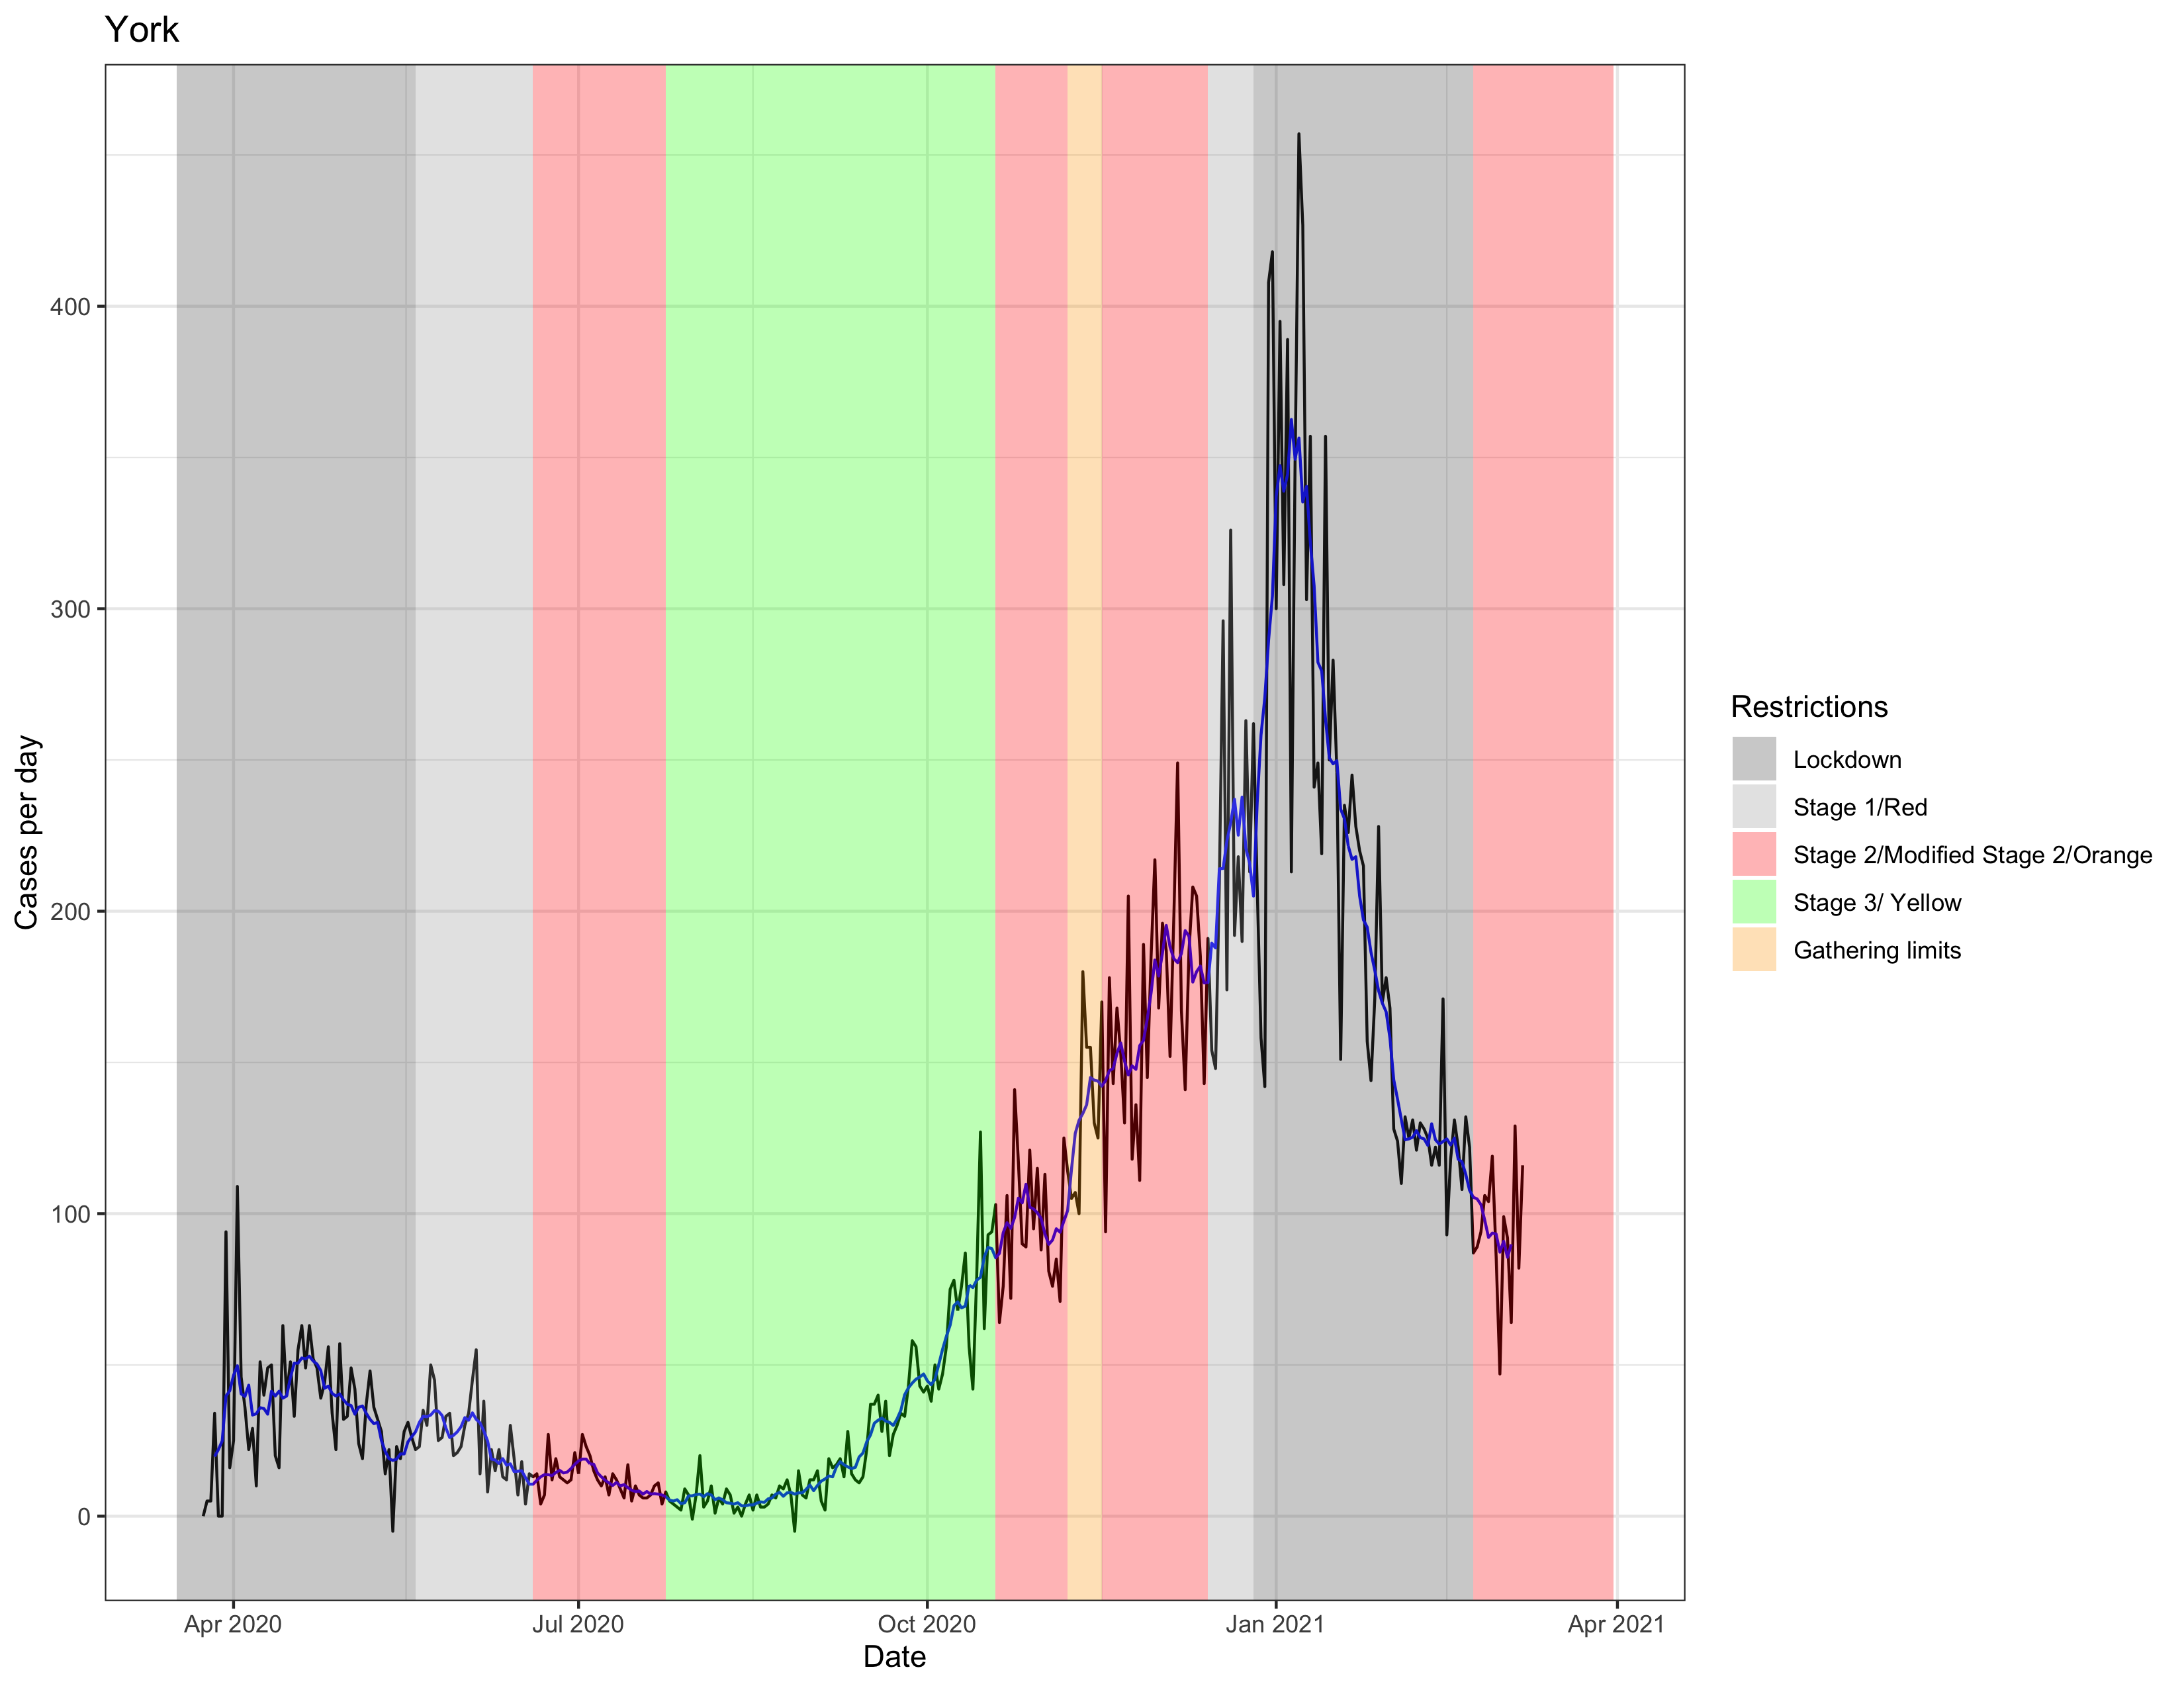 York
400
300
200
100
0
Cases per day
Apr 2020
Jul 2020
Oct 2020
Jan 2021
Apr 2021
Date
Restrictions
Lockdown
Stage 1/Red
Stage 2/Modified Stage 2/Orange
Stage 3/ Yellow
Gathering limits